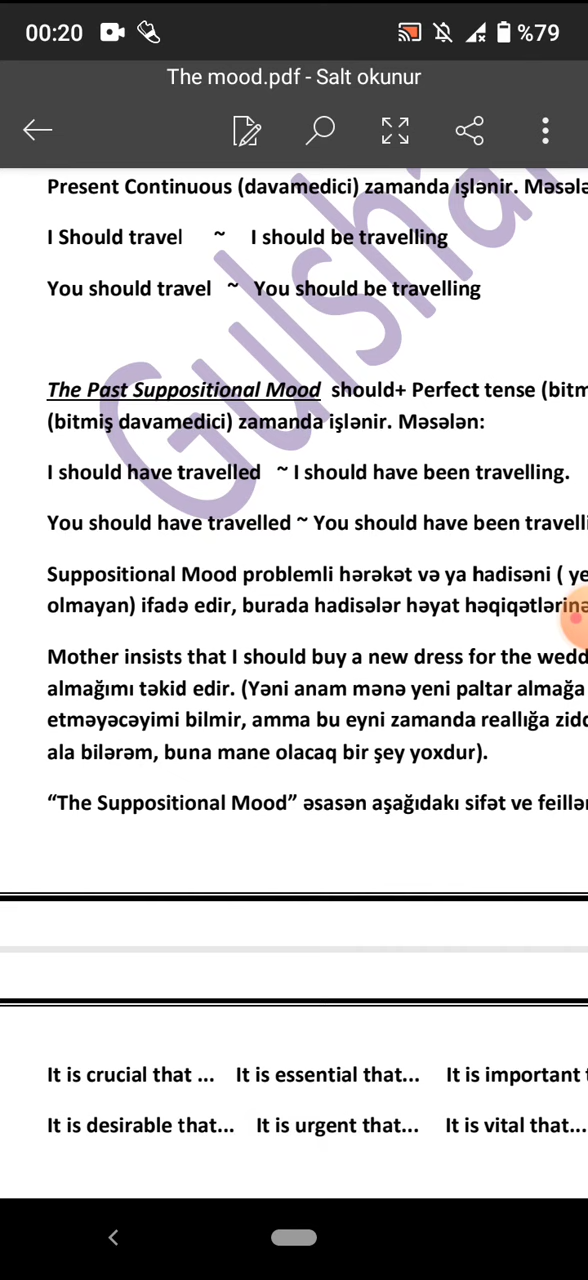 00:20 %79
The mood.pdf - Salt okunur
Present Continuous (davamedici) zamanda işlənir. Məsələ
I Should travel ~ I should be travelling
You should travel ~ You should be travelling
The Past Suppositional Mood should+ Perfect tense (bitm
(bitmiş davamedici) zamanda işlənir. Məsələn:
I should have travelled ~ I should have been travelling.
You should have travelled ~ You should have been travelli
Suppositional Mood problemli hərəkət və ya hadisəni ( ye
olmayan) ifadə edir, burada hadisələr həyat həqiqətlərinə
Mother insists that I should buy a new dress for the wedd
almağımı təkid edir. (Yəni anam mənə yeni paltar almağa
etməyəcəyimi bilmir, amma bu eyni zamanda reallığa zidd
ala bilərəm, buna mane olacaq bir şey yoxdur).
“The Suppositional Mood” əsasən aşağıdakı sifət ve feillə
It is crucial that ... It is essential that... It is important
It is desirable that... It is urgent that... It is vital that...
Gulsha